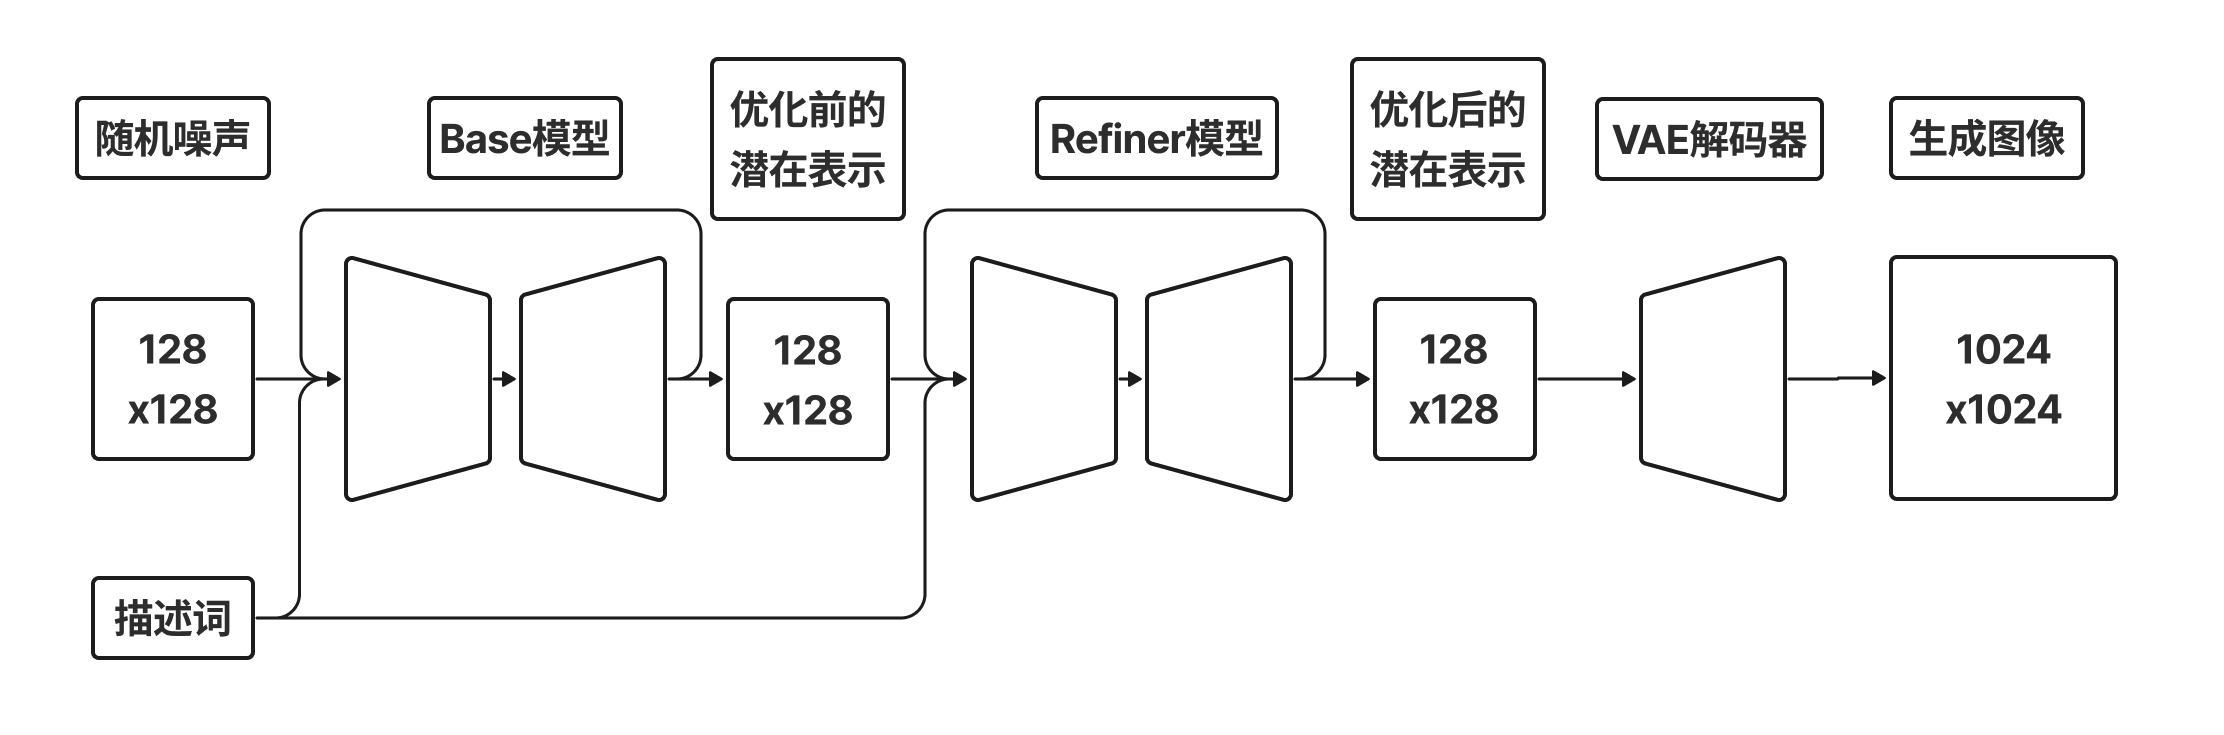 随机噪声
Base模型
优化前的
潜在表示
Refiner模型
优化后的
潜在表示
VAE解码器
生成图像
128
x128
128
x128
128
x128
1024
x1024
描述词